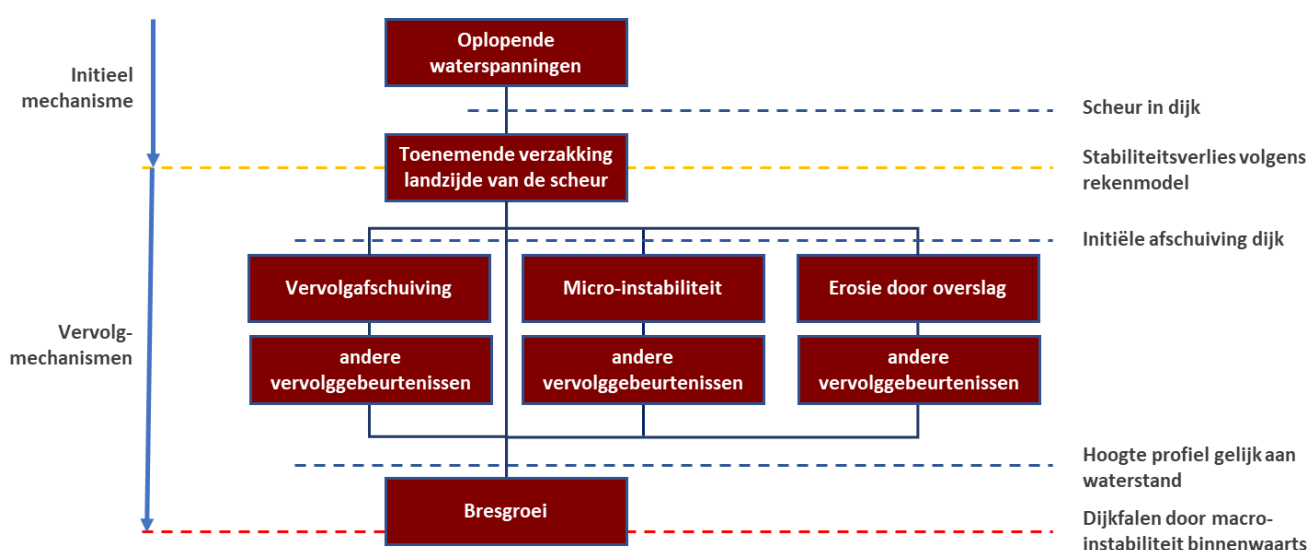 Oplopende
waterspanningen
Initieel
mechanisme
Scheur in dijk
Toenemende verzakking
landzijde van de scheur
Stabiliteitsverlies volgens
rekenmodel
Initiële afschuiving dijk
Vervolgafschuiving
Micro-instabiliteit
Erosie door overslag
Vervolg-
mechanismen
andere
vervolggebeurtenissen
andere
vervolggebeurtenissen
andere
vervolggebeurtenissen
Hoogte profiel gelijk aan
waterstand
Bresgroei
Dijkfalen door macro-
instabiliteit binnenwaarts